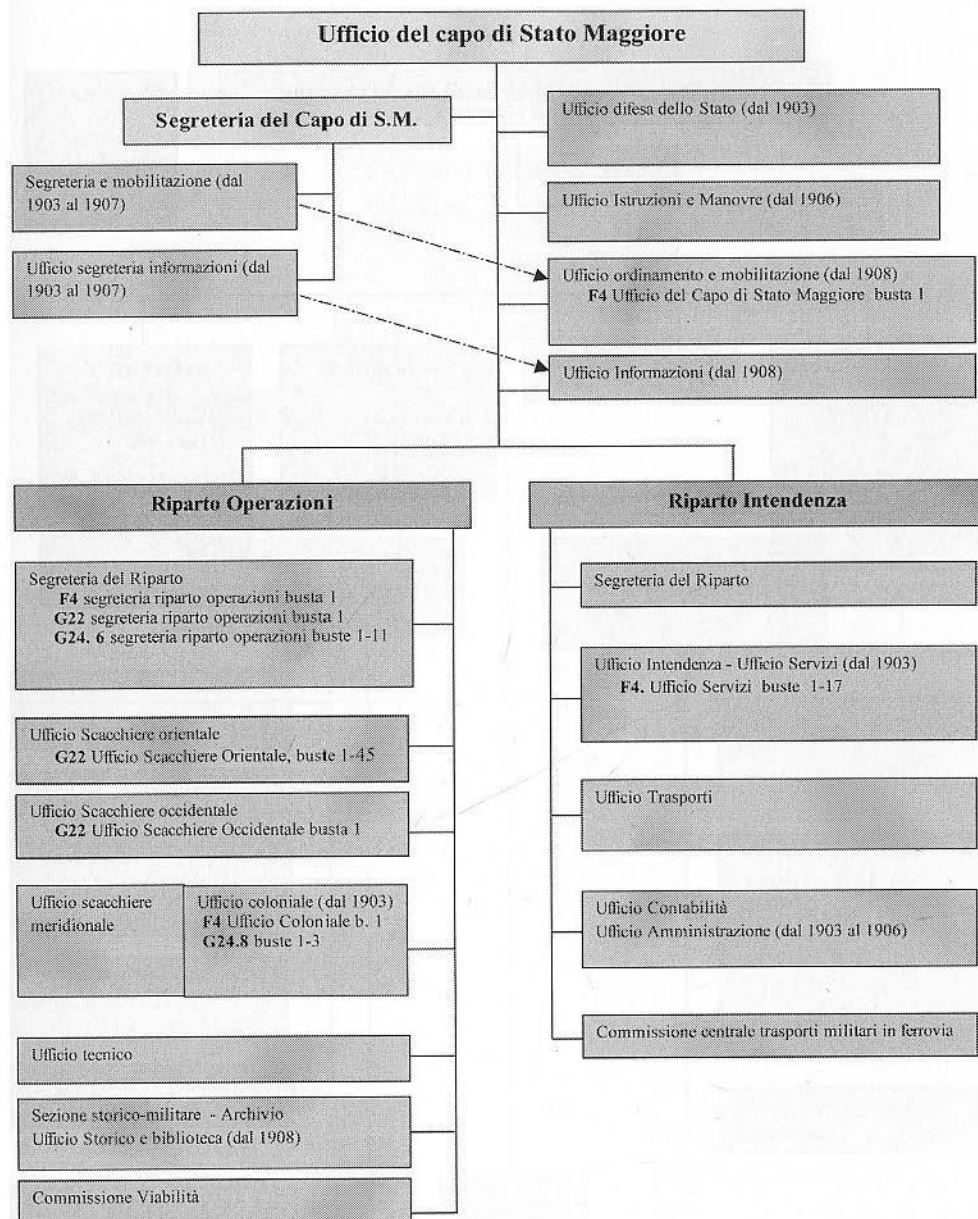 Ufficio del capo di Stato Maggiore
Segreteria del Capo di S.M.
Ufficio difesa dello Stato (dal 1903)
Segreteria e mobilitazione (dal
1903 al 1907)
Ufficio Istruzioni e Manovre (dal 1906)
Ufficio segreteria informazioni (dal
1903 al 1907)
Ufficio ordinamento e mobilitazione (dal 1908)
F4 Ufficio del Capo di Stato Maggiore busta 1
Ufficio Informazioni (dal 1908)
Riparto Operazioni
Segreteria del Riparto
F4 segreteria riparto operazioni busta 1
G22 segreteria riparto operazioni busta 1
G24. 6 segreteria riparto operazioni buste 1-11
Ufficio Scacchiere orientale
G22 Ufficio Scacchiere Orientale, buste 1-45
Ufficio Scacchiere occidentale
G22 Ufficio Scacchiere Occidentale busta 1
Ufficio scacchiere
meridionale
Ufficio coloniale (dal 1903)
F4 Ufficio Coloniale b. 1
G24.8 buste 1-3
Ufficio tecnico
Sezione storico-militare - Archivio
Ufficio Storico e biblioteca (dal 1908)
Commissione Viabilità
Riparto Intendenza
Segreteria del Riparto
Ufficio Intendenza - Ufficio Servizi (dal 1903)
F4. Ufficio Servizi buste 1-17
Ufficio Trasporti
Ufficio Contabilità
Ufficio Amministrazione (dal 1903 al 1906)
Commissione centrale trasporti militari in ferrovia